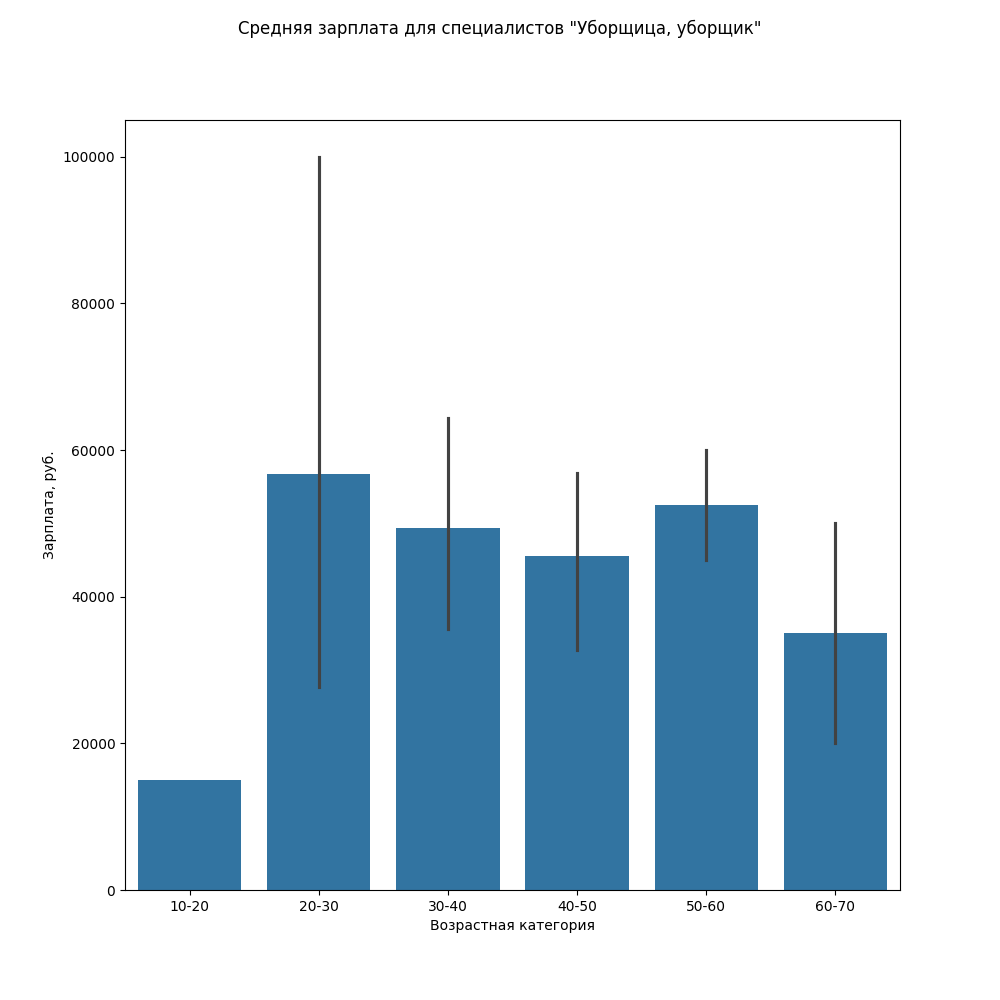 Средняя зарплата для специалистов "Уборщица, уборщик"
100000
80000
60000
40000
20000
0
Зарплата, руб.
10-20 20-30 30-40 40-50 50-60 60-70
Возрастная категория